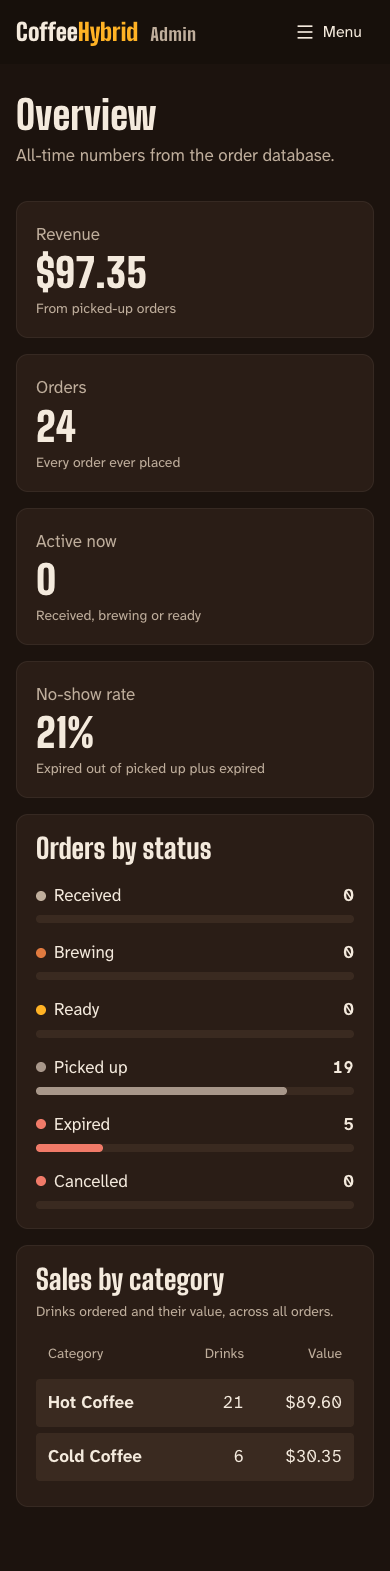 CoffeeHybrid Admin
Menu
Overview
All-time numbers from the order database.
Revenue
$97.35
From picked-up orders
Orders
24
Every order ever placed
Active now
0
Received, brewing or ready
No-show rate
21%
Expired out of picked up plus expired
Orders by status
Received 0
Brewing 0
Ready 0
Picked up 19
Expired 5
Cancelled 0
Sales by category
Drinks ordered and their value, across all orders.
Category Drinks Value
Hot Coffee 21 $89.60
Cold Coffee 6 $30.35